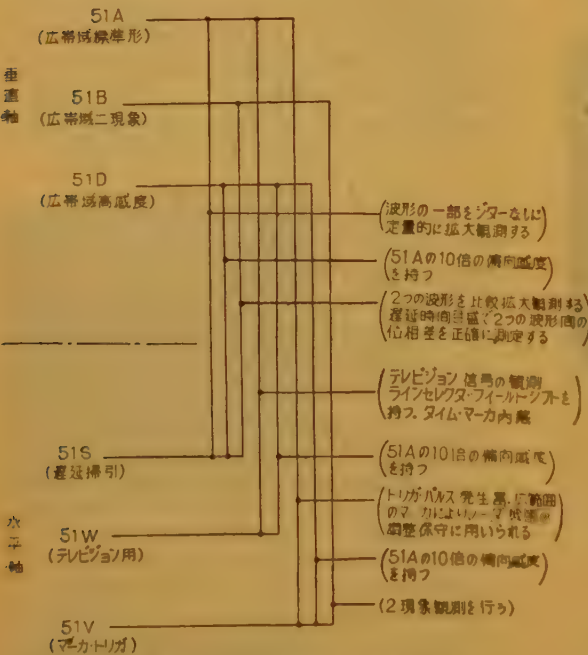 51A
(広帯域標準形)
垂直軸
51B
(広帯域二現象)
51D
(広帯域高感度)
(波形の一部をジターなしに
定量的に拡大観測する)
(51Aの10倍の偏向感度
を持つ)
(2つの波形を比較拡大観測する
遅延時間目盛で2つの波形間の
位相差を正確に測定する)
(テレビジョン信号の観測
ラインセレクタ・フィールドシフトを
持つ。タイム・マーカ内蔵)
51S
(遅延掃引)
(51Aの10倍の偏向感度
を持つ)
(トリガ・パルス発生器、広範囲
のマーカにより
調整保守に用いられる)
水平軸
51W
(テレビジョン用)
(51Aの10倍の偏向感度
を持つ)
(2現象観測を行う)
51V
(マーカ・トリガ)